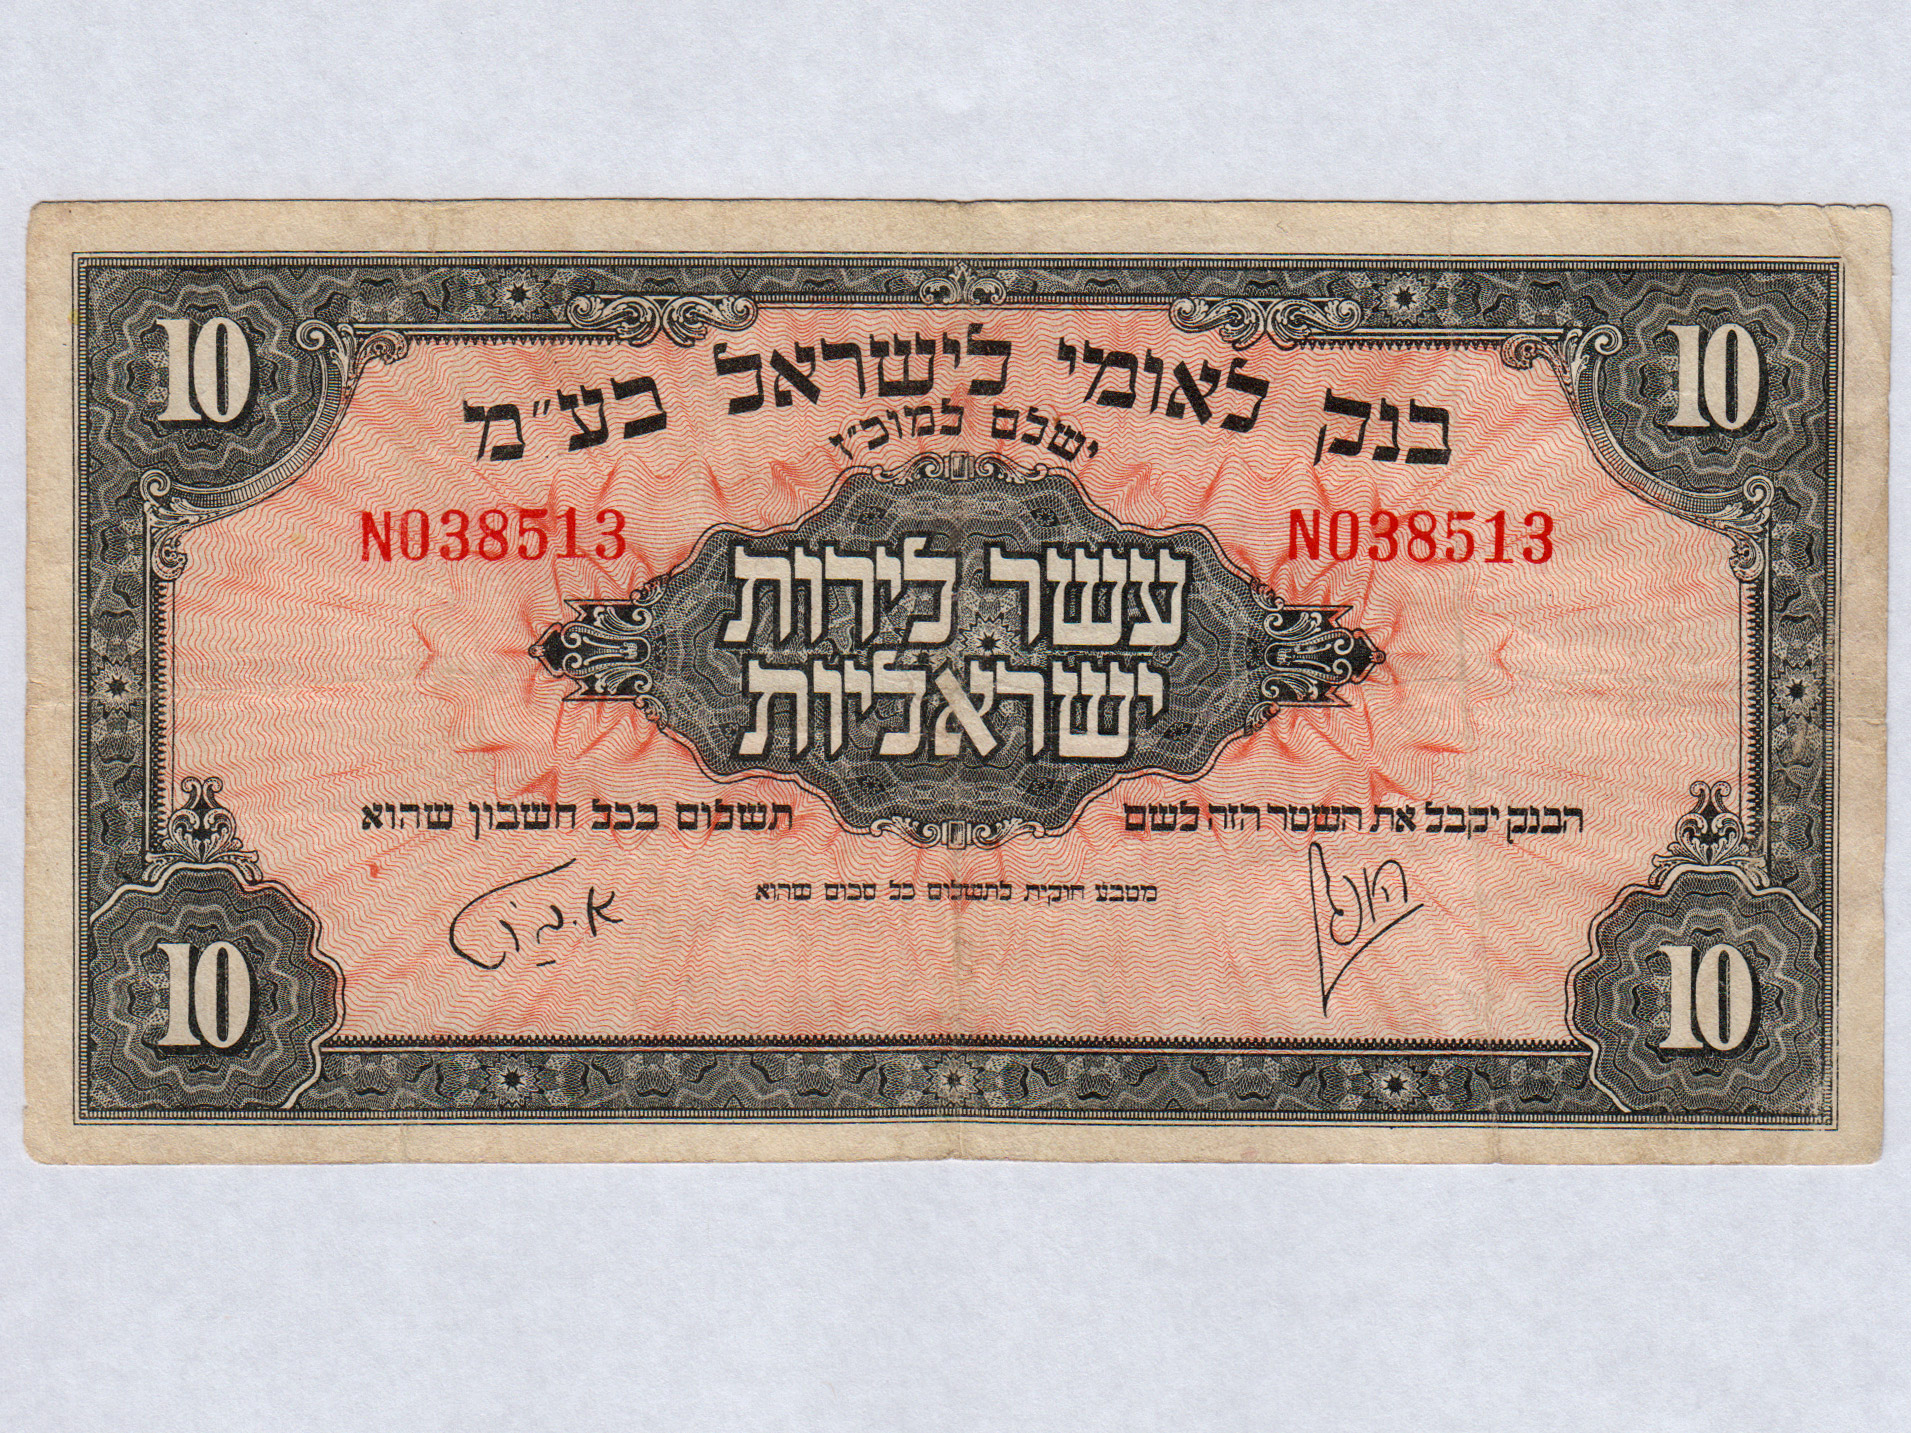 10 10
בנק לאומי לישראל בע"מ
ישלם למוכ"ז
N038513 N038513
עשר לירות
ישראליות
הבנק יקבל את השטר הזה לשם תשלום בכל חשבון שהוא
מטבע חוקית לתשלום כל סכום שהוא
10 10